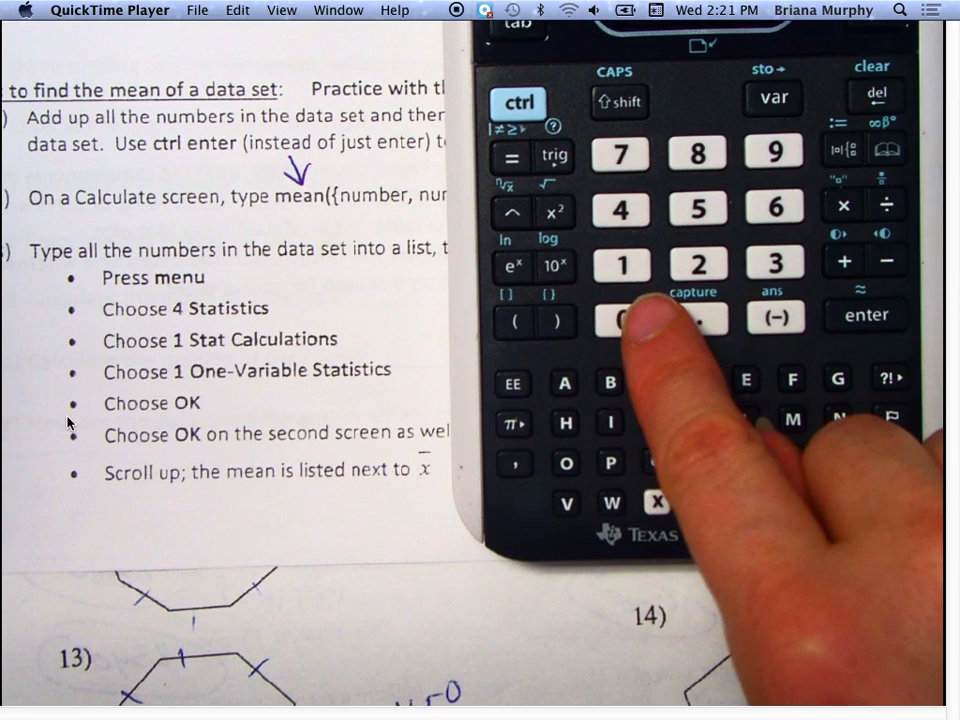 QuickTime Player File Edit View Window Help Wed 2:21 PM Briana Murphy
to find the mean of a data set: Practice with
) Add up all the numbers in the data set and then
data set. Use ctrl enter (instead of just enter)
) On a Calculate screen, type mean({number,
) Type all the numbers in the data set into a list,
• Press menu
• Choose 4 Statistics
• Choose 1 Stat Calculations
• Choose 1 One-Variable Statistics
• Choose OK
• Choose OK on the second screen as well
• Scroll up; the mean is listed next to x̅
13)
14)
tab
CAPS sto→ clear
ctrl ⇧shift var del
|≠≥› ? := ∞β°
= trig 7 8 9
ⁿ√x √ "▫"
^ x² 4 5 6 × ÷
ln log
eˣ 10ˣ 1 2 3 + −
[ ] { } capture ans ≈
( ) . (−) enter
EE A B E F G ?!▸
π▸ H I M N
, O P
V W X
TEXAS